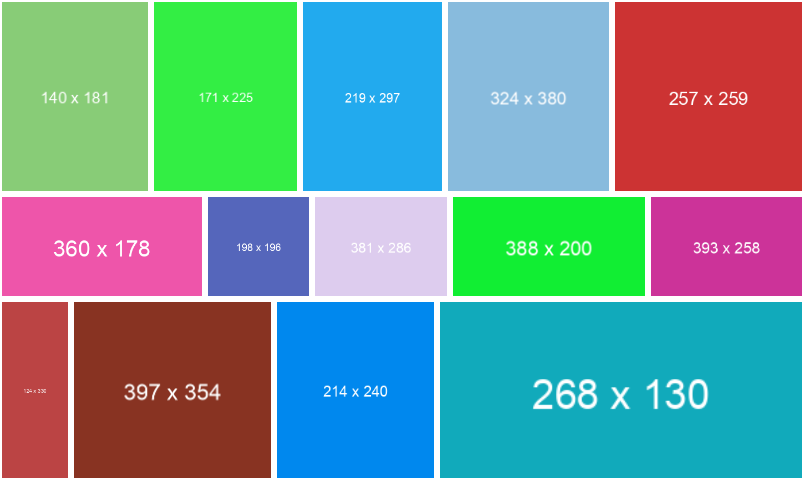 140 x 181
171 x 225
219 x 297
324 x 380
257 x 259
360 x 178
198 x 196
381 x 286
388 x 200
393 x 258
124 x
397 x 354
214 x 240
268 x 130